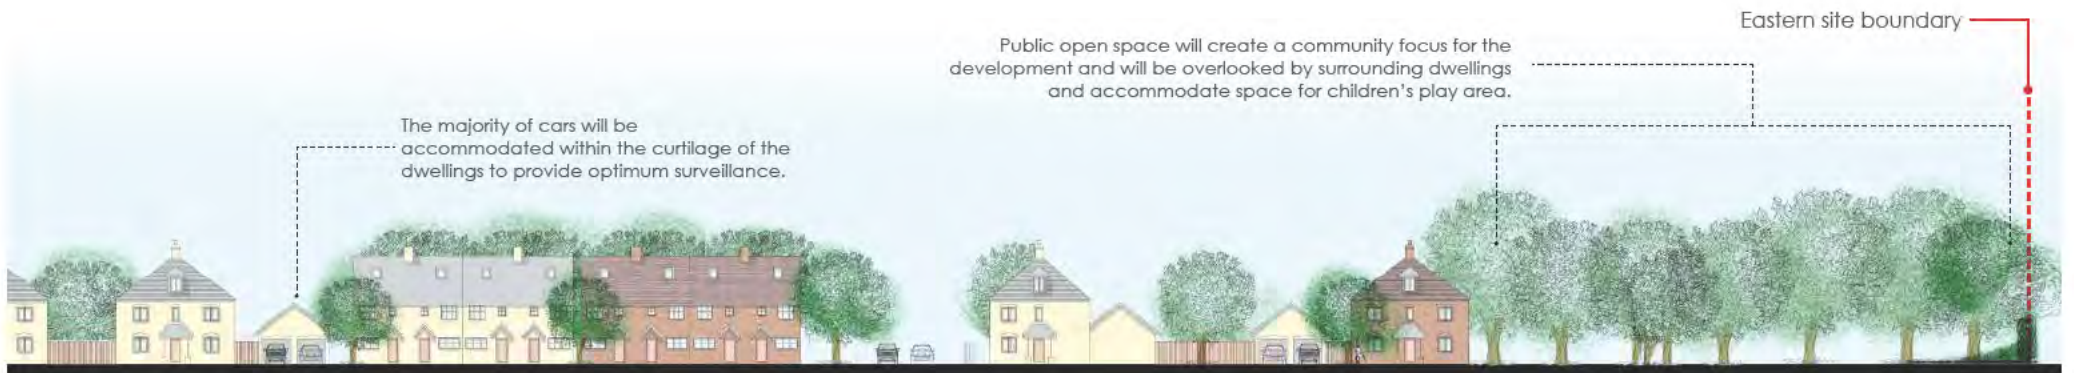 Eastern site boundary
Public open space will create a community focus for the
development and will be overlooked by surrounding dwellings
and accommodate space for children's play area.
The majority of cars will be
accommodated within the curtilage of the
dwellings to provide optimum surveillance.